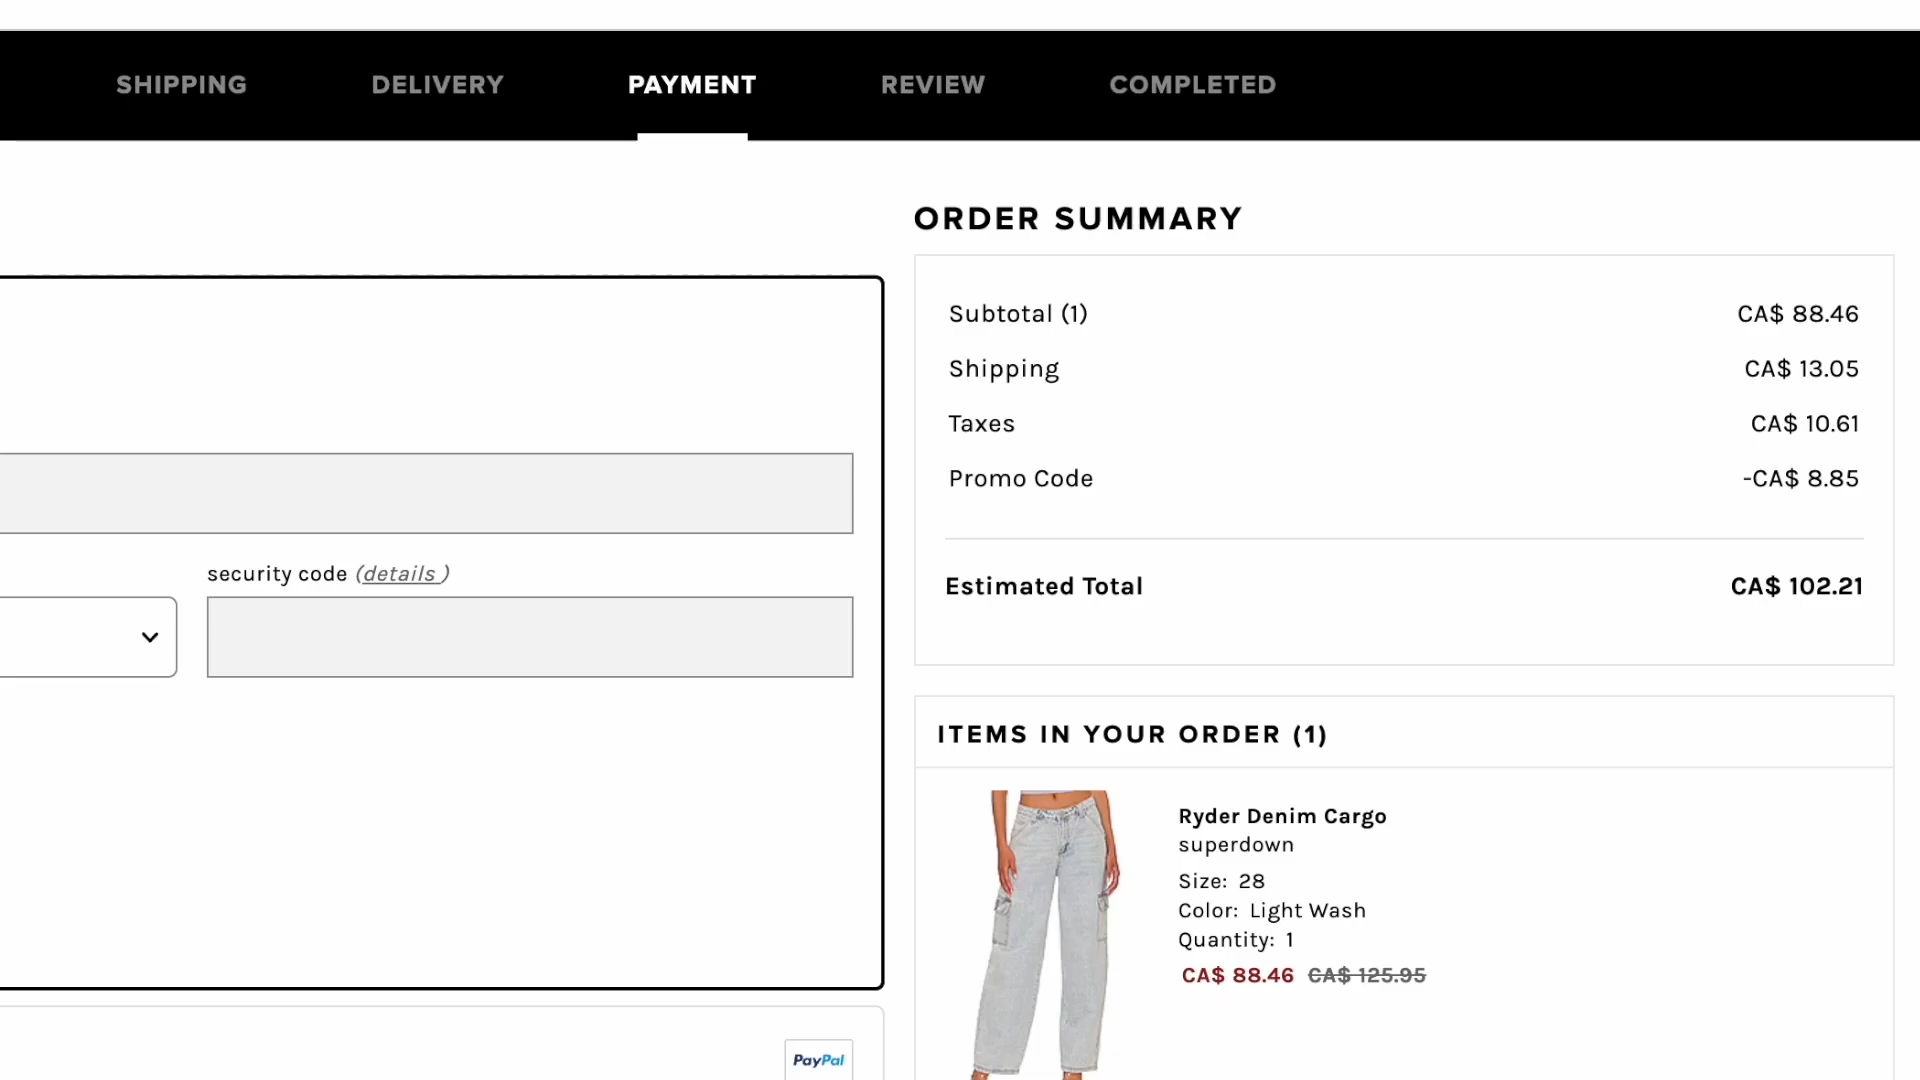 SHIPPING DELIVERY PAYMENT REVIEW COMPLETED
ORDER SUMMARY
Subtotal (1) CA$ 88.46
Shipping CA$ 13.05
Taxes CA$ 10.61
Promo Code -CA$ 8.85
Estimated Total CA$ 102.21
security code (details )
ITEMS IN YOUR ORDER (1)
Ryder Denim Cargo
superdown
Size: 28
Color: Light Wash
Quantity: 1
CA$ 88.46 CA$ 125.95
PayPal